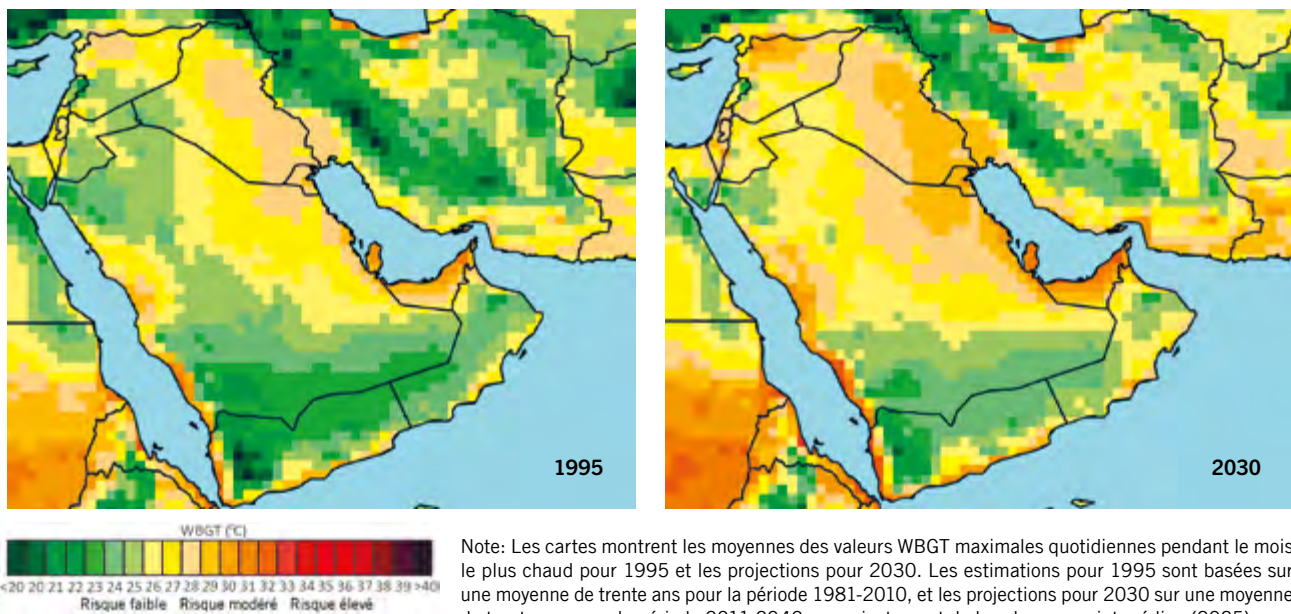 1995
2030
WBGT (°C)
<20 20 21 22 23 24 25 26 27 28 29 30 31 32 33 34 35 36 37 38 39 >40
Risque faible Risque modéré Risque élevé
Note: Les cartes montrent les moyennes des valeurs WBGT maximales quotidiennes pendant le mois
le plus chaud pour 1995 et les projections pour 2030. Les estimations pour 1995 sont basées sur
une moyenne de trente ans pour la période 1981-2010, et les projections pour 2030 sur une moyenne